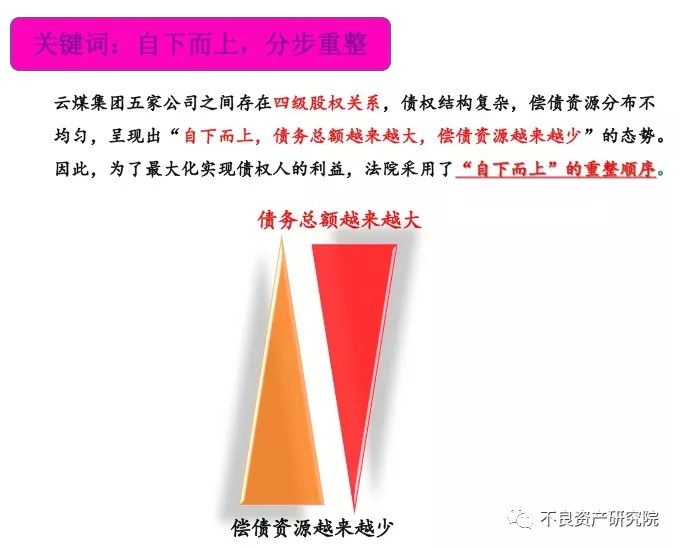 关键词：自下而上，分步重整
云煤集团五家公司之间存在四级股权关系，债权结构复杂，偿债资源分布不
均匀，呈现出“自下而上，债务总额越来越大，偿债资源越来越少”的态势。
因此，为了最大化实现债权人的利益，法院采用了“自下而上”的重整顺序。
债务总额越来越大
偿债资源越来越少
不良资产研究院